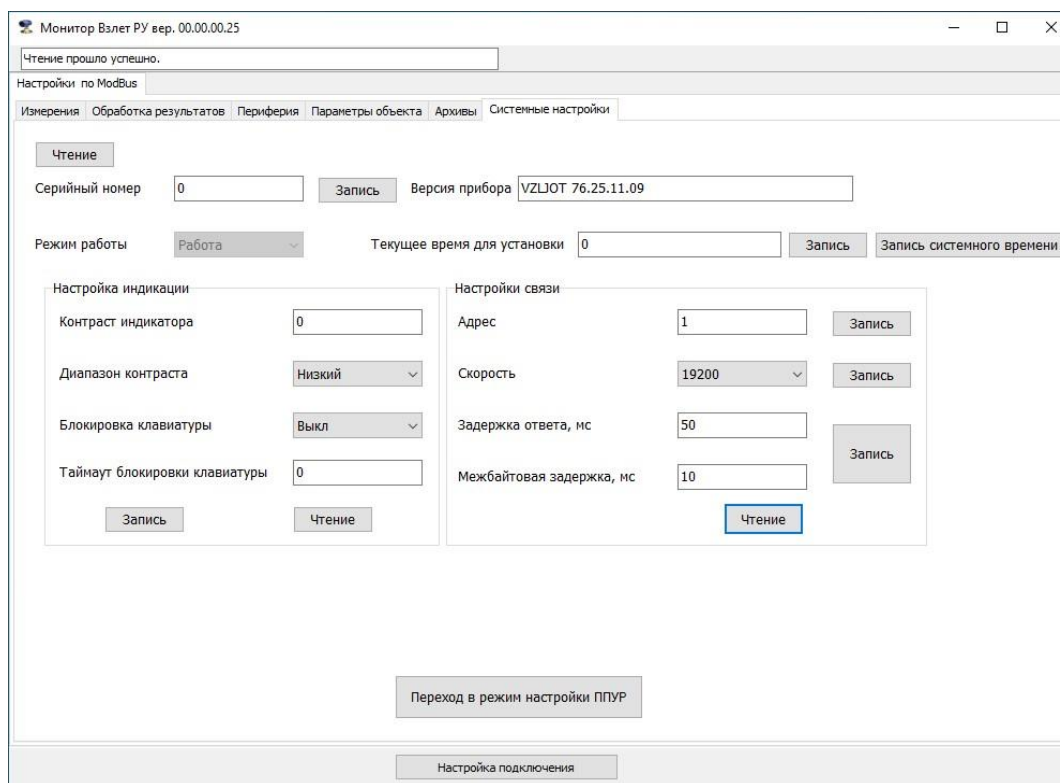 Монитор Взлет РУ вер. 00.00.00.25
Чтение прошло успешно.
Настройки по ModBus
Измерения Обработка результатов Периферия Параметры объекта Архивы Системные настройки
Чтение
Серийный номер 0 Запись Версия прибора VZLJOT 76.25.11.09
Режим работы Работа Текущее время для установки 0 Запись Запись системного времени
Настройка индикации
Контраст индикатора 0
Диапазон контраста Низкий
Блокировка клавиатуры Выкл
Таймаут блокировки клавиатуры 0
Запись Чтение
Настройки связи
Адрес 1 Запись
Скорость 19200 Запись
Задержка ответа, мс 50
Запись
Межбайтовая задержка, мс 10
Чтение
Переход в режим настройки ППУР
Настройка подключения